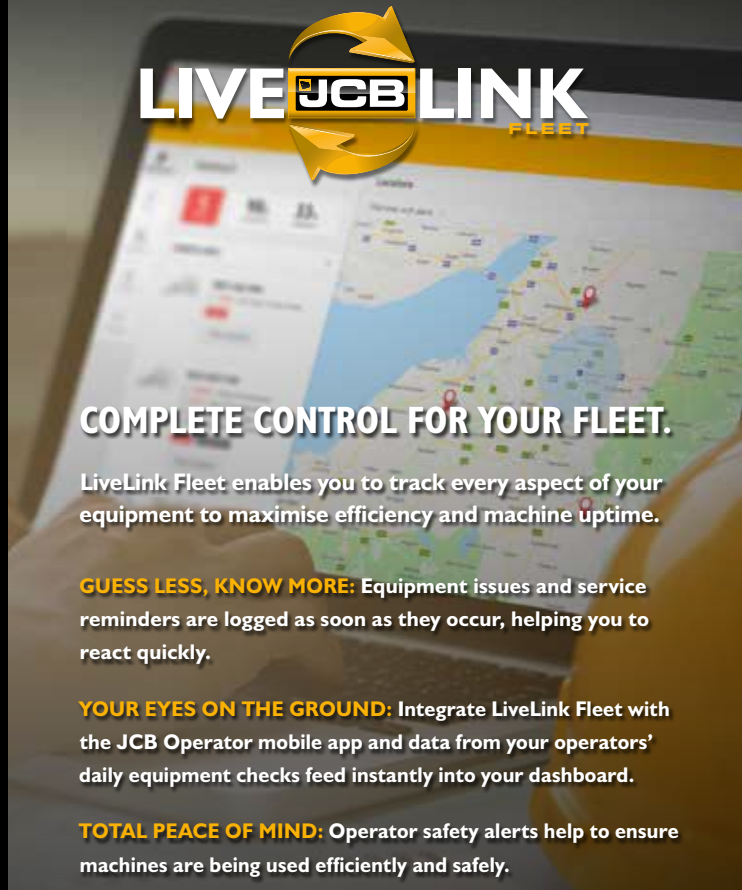 LIVE JCB LINK
FLEET
COMPLETE CONTROL FOR YOUR FLEET.
LiveLink Fleet enables you to track every aspect of your
equipment to maximise efficiency and machine uptime.
GUESS LESS, KNOW MORE: Equipment issues and service
reminders are logged as soon as they occur, helping you to
react quickly.
YOUR EYES ON THE GROUND: Integrate LiveLink Fleet with
the JCB Operator mobile app and data from your operators’
daily equipment checks feed instantly into your dashboard.
TOTAL PEACE OF MIND: Operator safety alerts help to ensure
machines are being used efficiently and safely.